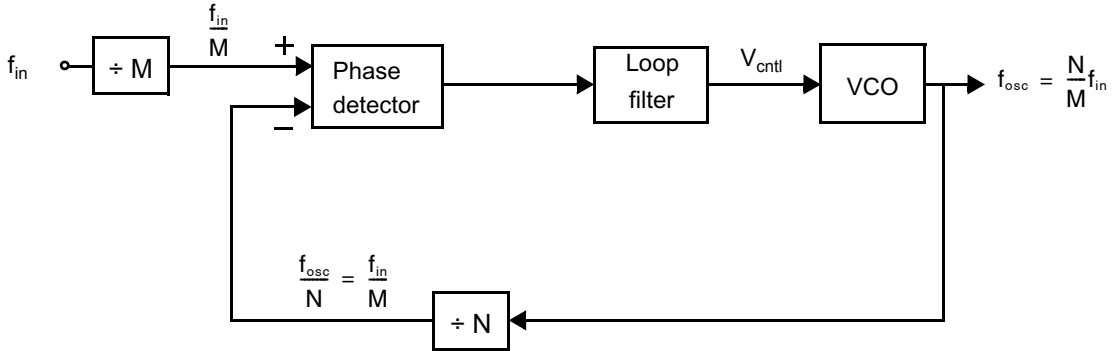 f_in
÷ M
f_in/M
+
−
Phase
detector
Loop
filter
V_cntl
VCO
f_osc = N/M f_in
f_osc/N = f_in/M
÷ N